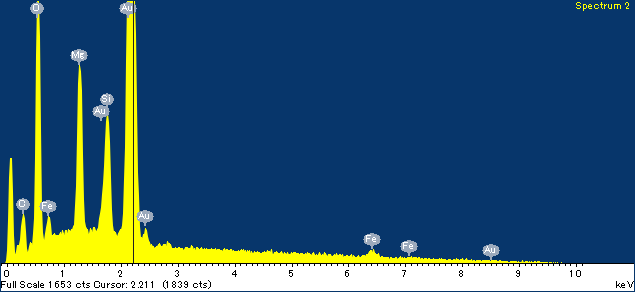 Spectrum 2
O
Au
Mg
Si
Au
Fe
Au
Fe
Fe
Au
0 1 2 3 4 5 6 7 8 9 10
Full Scale 1653 cts Cursor: 2.211 (1839 cts) keV